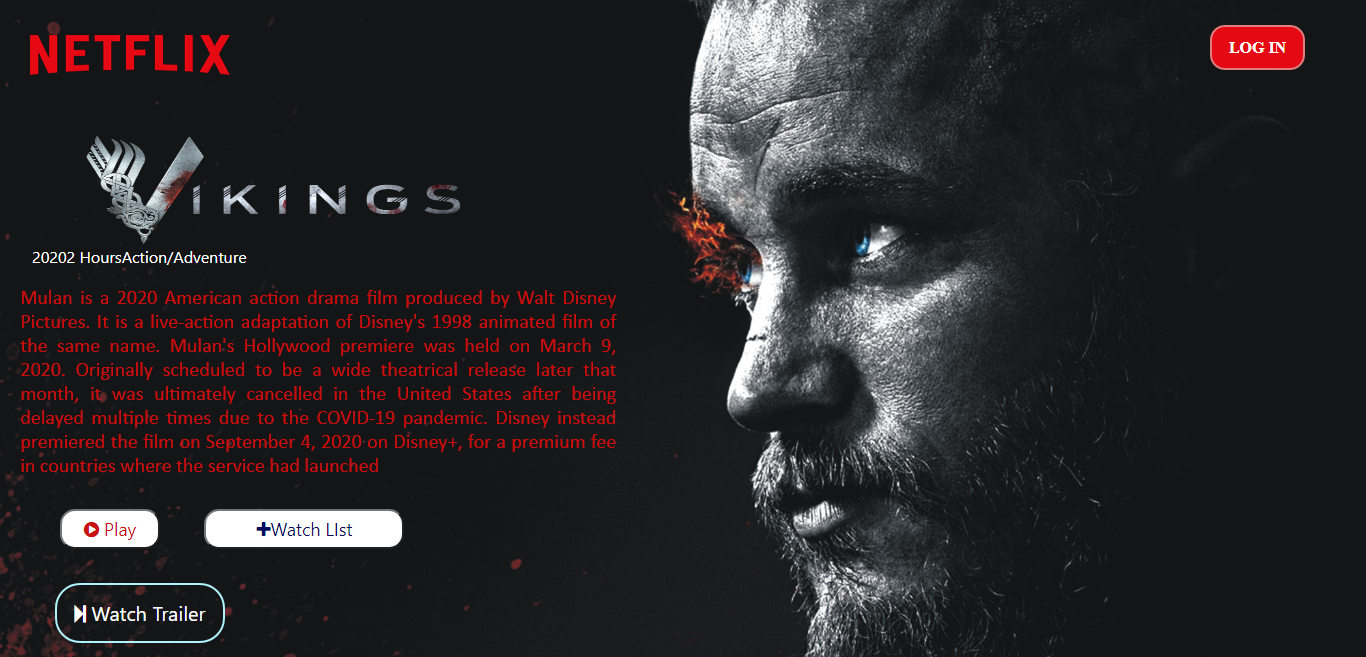 NETFLIX
LOG IN
VIKINGS
20202 HoursAction/Adventure
Mulan is a 2020 American action drama film produced by Walt Disney
Pictures. It is a live-action adaptation of Disney's 1998 animated film of
the same name. Mulan's Hollywood premiere was held on March 9,
2020. Originally scheduled to be a wide theatrical release later that
month, it was ultimately cancelled in the United States after being
delayed multiple times due to the COVID-19 pandemic. Disney instead
premiered the film on September 4, 2020 on Disney+, for a premium fee
in countries where the service had launched
Play
Watch LIst
Watch Trailer